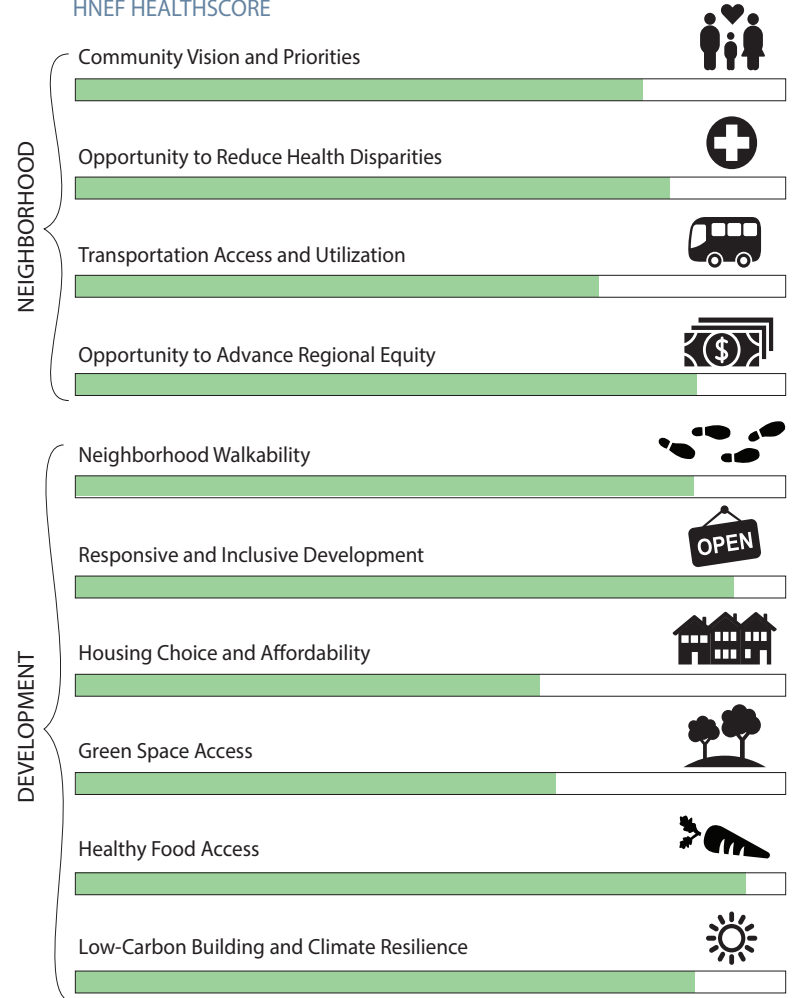 HNEF HEALTHSCORE
NEIGHBORHOOD
Community Vision and Priorities
Opportunity to Reduce Health Disparities
Transportation Access and Utilization
Opportunity to Advance Regional Equity
$
DEVELOPMENT
Neighborhood Walkability
Responsive and Inclusive Development
OPEN
Housing Choice and Affordability
Green Space Access
Healthy Food Access
Low-Carbon Building and Climate Resilience